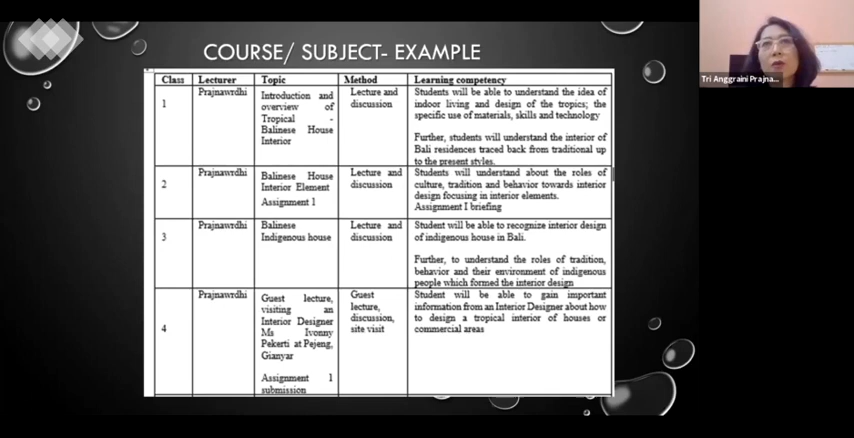 COURSE/ SUBJECT- EXAMPLE
Tri Anggraini Prajna...
Class Lecturer Topic Method Learning competency
1
Prajnawrdhi
Introduction and
overview of
Tropical -
Balinese House
Interior
Lecture and
discussion
Students will be able to understand the idea of
indoor living and design of the tropics; the
specific use of materials, skills and technology
Further, students will understand the interior of
Bali residences traced back from traditional up
to the present styles.
2
Prajnawrdhi
Balinese House
Interior Element
Assignment 1
Lecture and
discussion
Students will understand about the roles of
culture, tradition and behavior towards interior
design focusing in interior elements.
Assignment I briefing
3
Prajnawrdhi
Balinese
Indigenous house
Lecture and
discussion
Student will be able to recognize interior design
of indigenous house in Bali.
Further, to understand the roles of tradition,
behavior and their environment of indigenous
people which formed the interior design
4
Prajnawrdhi
Guest lecture,
visiting an
Interior Designer
Ms Ivonny
Pekerti at Pejeng,
Gianyar
Assignment 1
submission
Guest
lecture,
discussion,
site visit
Student will be able to gain important
information from an Interior Designer about how
to design a tropical interior of houses or
commercial areas